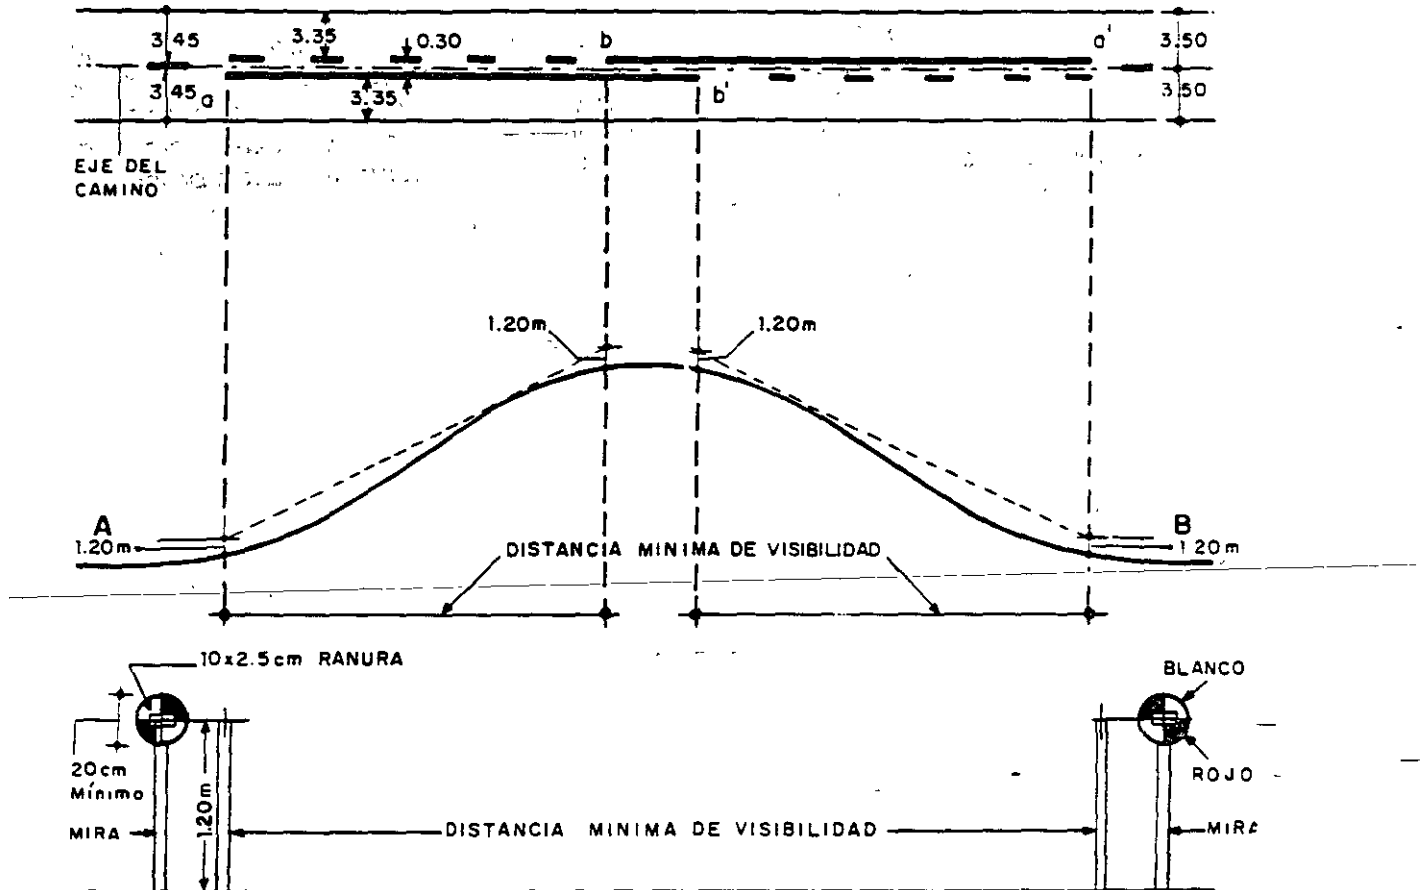 3.45
3.35
0.30
b
a'
3.50
3.45
a
3.35
b'
3.50
EJE DEL
CAMINO
1.20m
1.20m
A
1.20m
B
1.20m
DISTANCIA MINIMA DE VISIBILIDAD
10x2.5cm RANURA
BLANCO
20cm
Mínimo
1.20m
ROJO
MIRA
DISTANCIA MINIMA DE VISIBILIDAD
MIRA